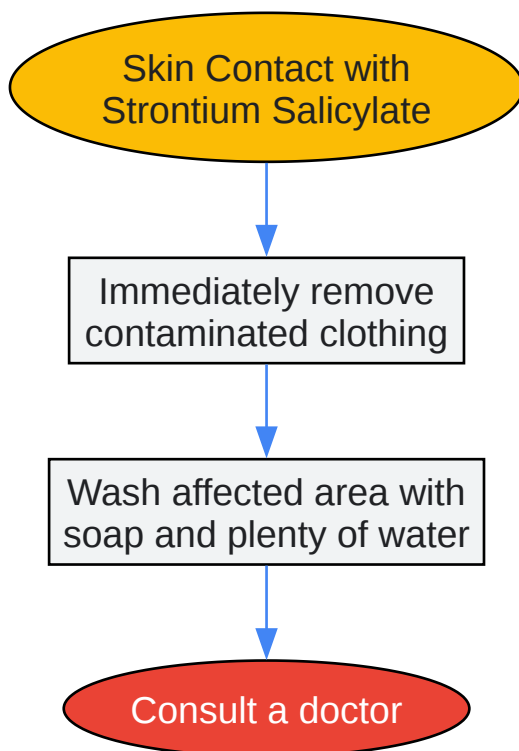 Skin Contact with
Strontium Salicylate
Immediately remove
contaminated clothing
Wash affected area with
soap and plenty of water
Consult a doctor